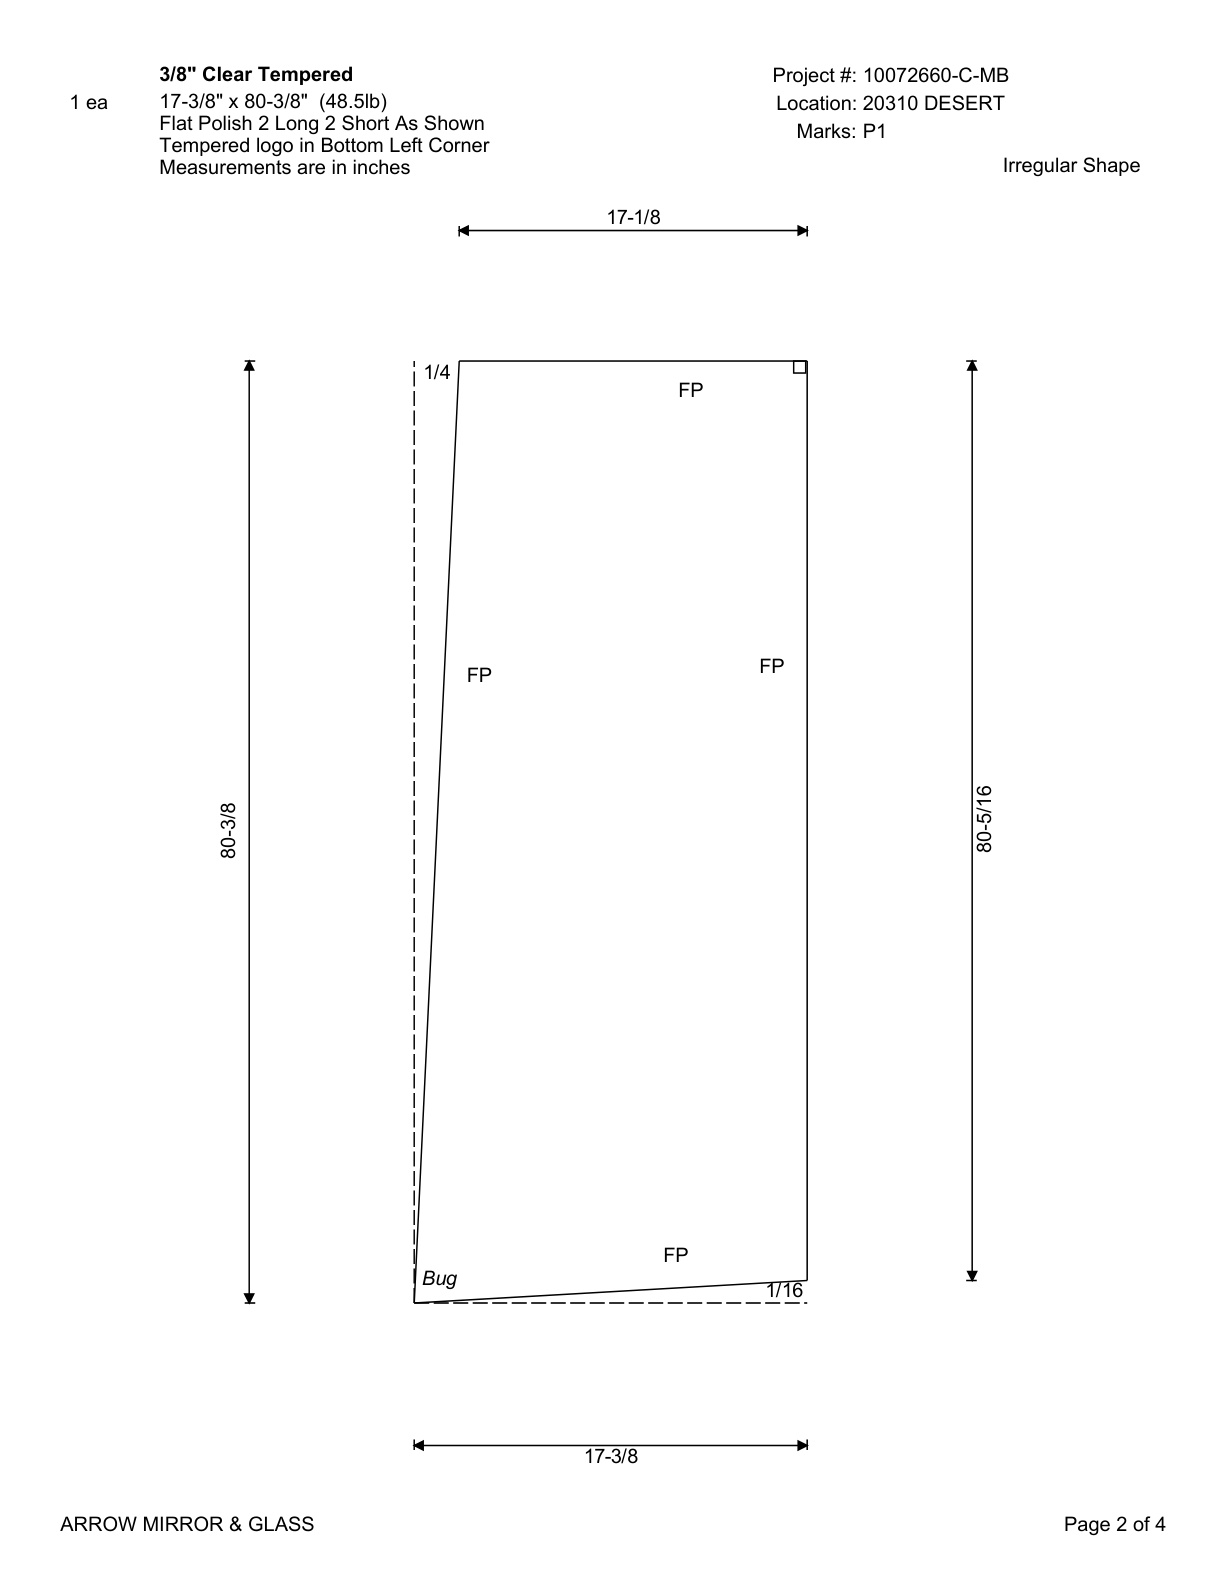 3/8" Clear Tempered
1 ea
17-3/8" x 80-3/8"  (48.5lb)
Flat Polish 2 Long 2 Short As Shown
Tempered logo in Bottom Left Corner
Measurements are in inches
Project #: 10072660-C-MB
Location: 20310 DESERT
Marks: P1
Irregular Shape
17-1/8
1/4
FP
FP
FP
80-3/8
80-5/16
FP
Bug
1/16
17-3/8
ARROW MIRROR & GLASS
Page 2 of 4